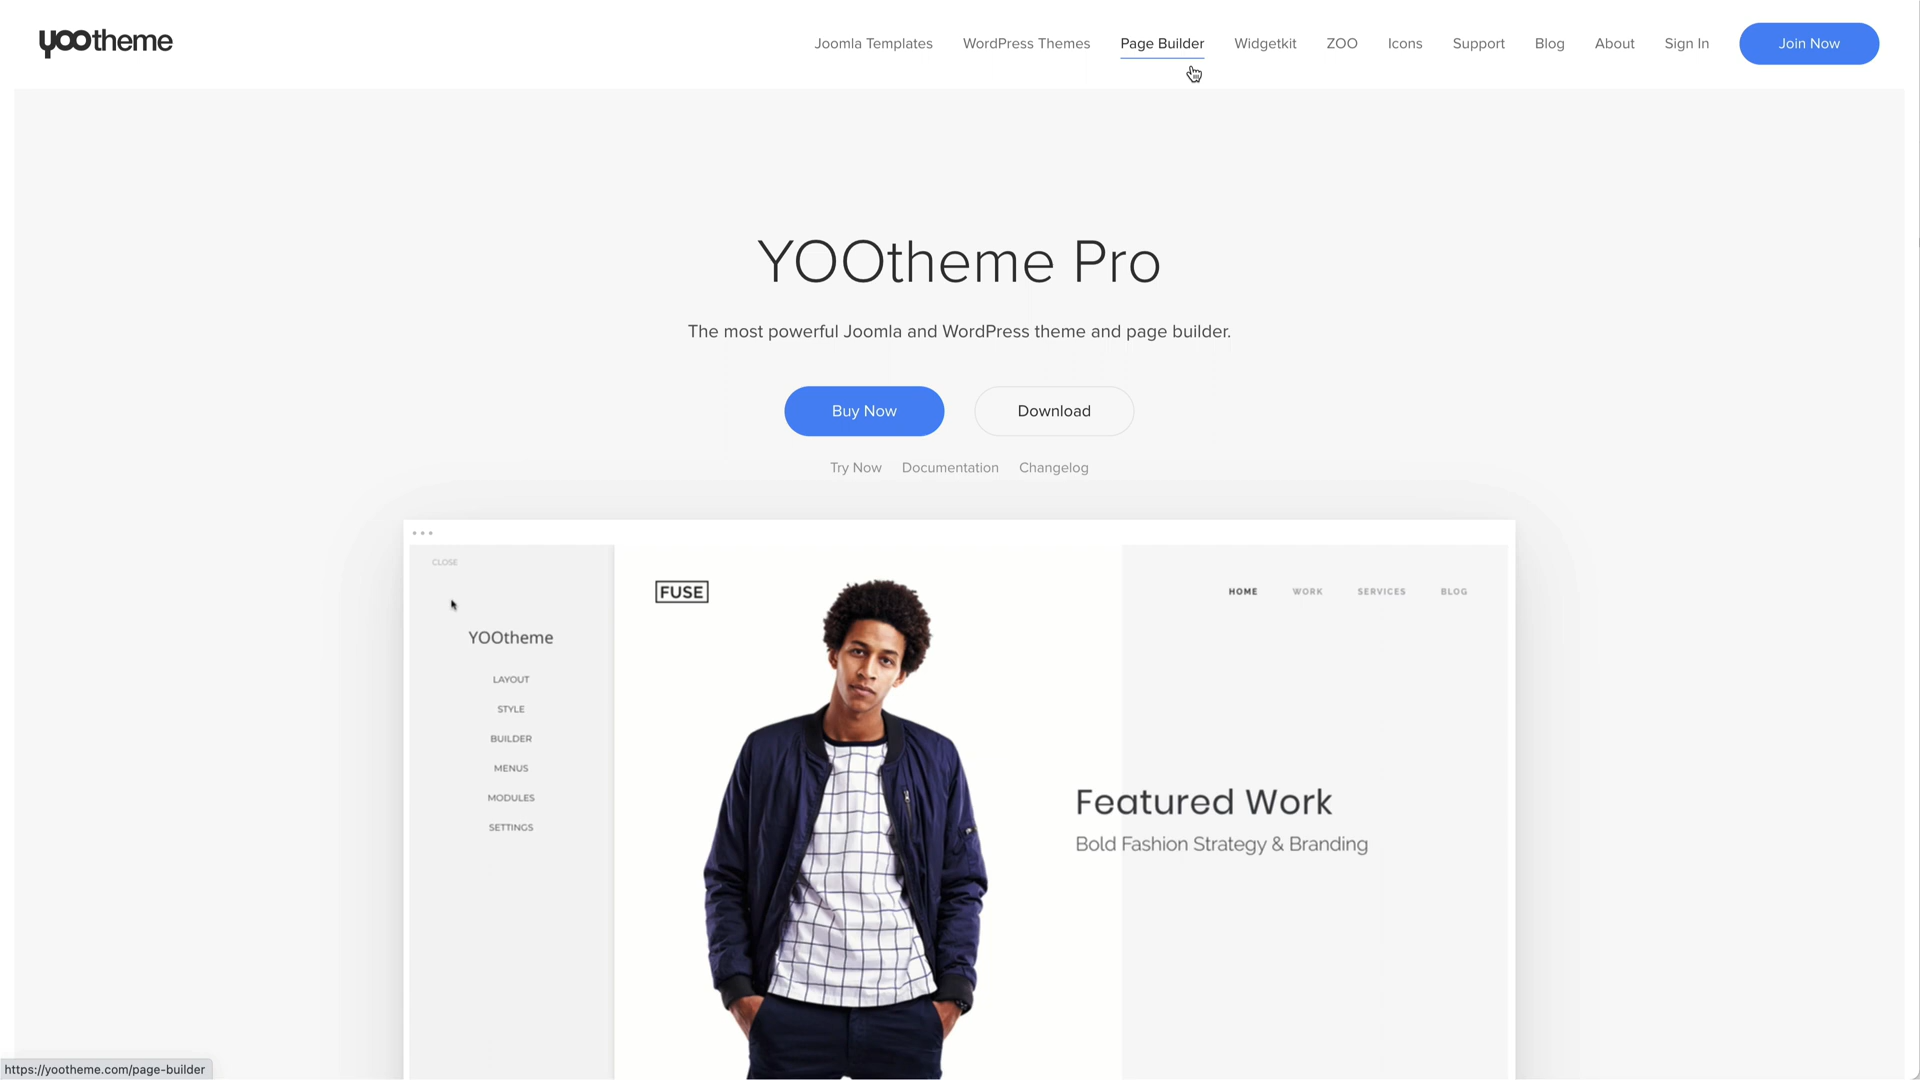 yootheme
Joomla Templates
WordPress Themes
Page Builder
Widgetkit
ZOO
Icons
Support
Blog
About
Sign In
Join Now
YOOtheme Pro
The most powerful Joomla and WordPress theme and page builder.
Buy Now
Download
Try Now
Documentation
Changelog
CLOSE
YOOtheme
LAYOUT
STYLE
BUILDER
MENUS
MODULES
SETTINGS
FUSE
HOME
WORK
SERVICES
BLOG
Featured Work
Bold Fashion Strategy & Branding
https://yootheme.com/page-builder